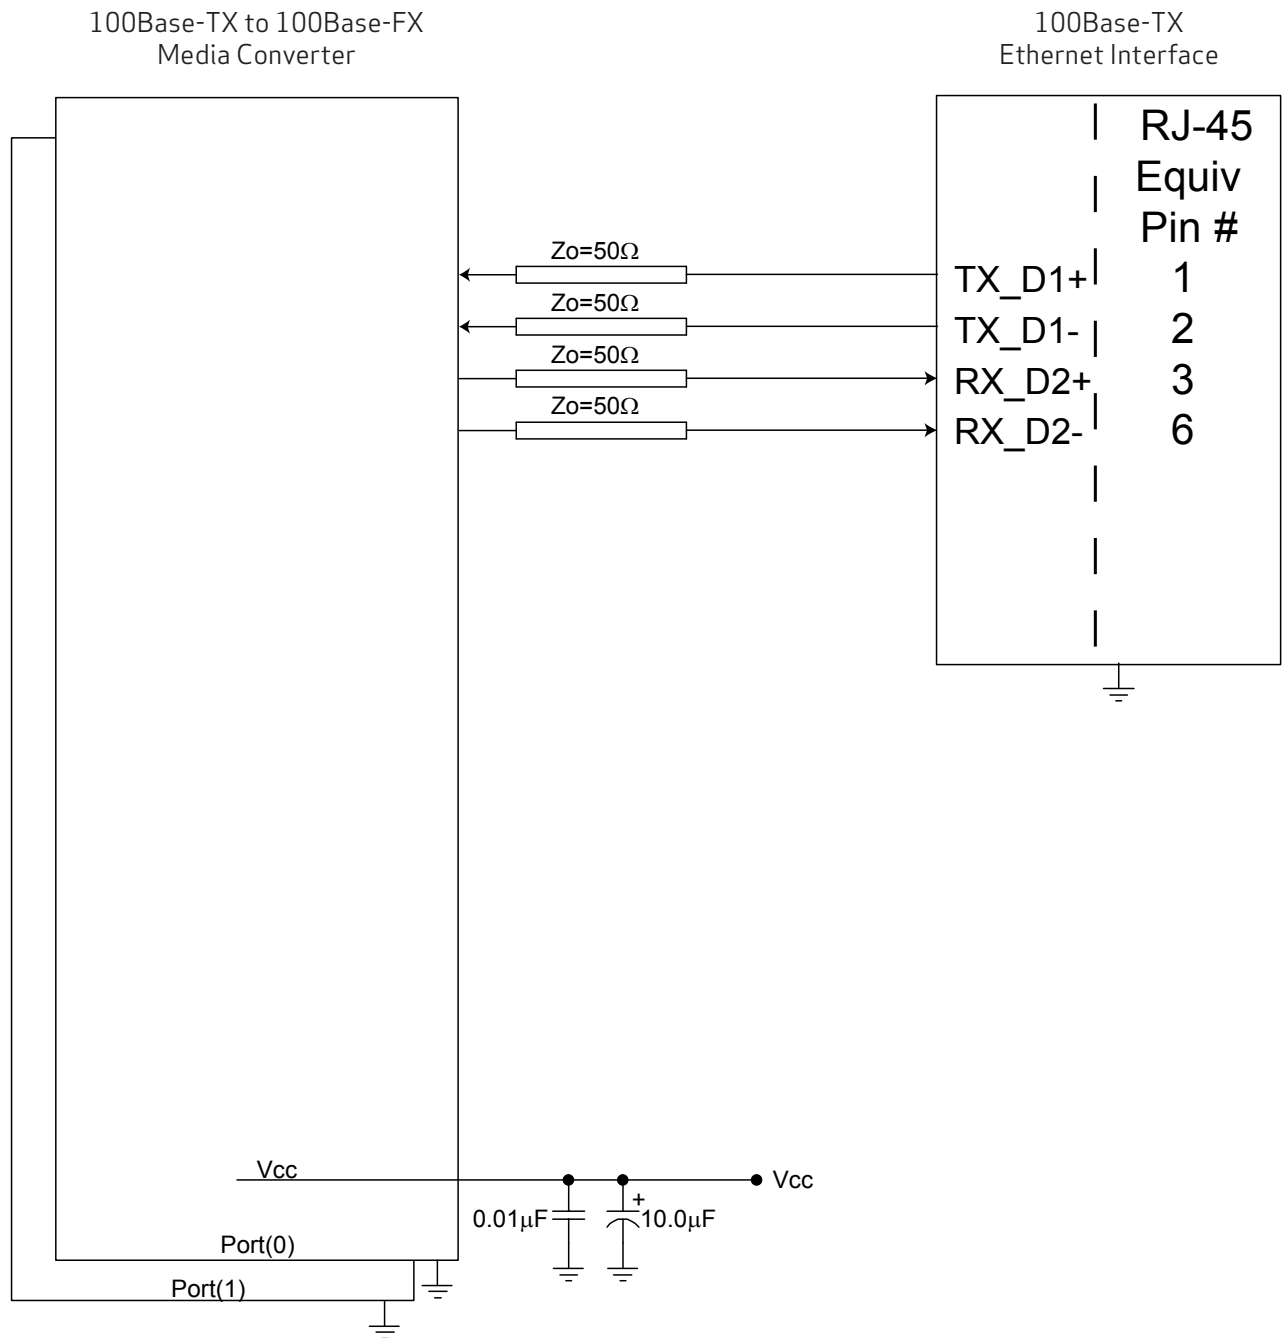 100Base-TX to 100Base-FX
Media Converter
100Base-TX
Ethernet Interface
RJ-45
Equiv
Pin #
Zo=50Ω
TX_D1+ 1
Zo=50Ω
TX_D1- 2
Zo=50Ω
RX_D2+ 3
Zo=50Ω
RX_D2- 6
Vcc
Vcc
+
0.01µF
10.0µF
Port(0)
Port(1)